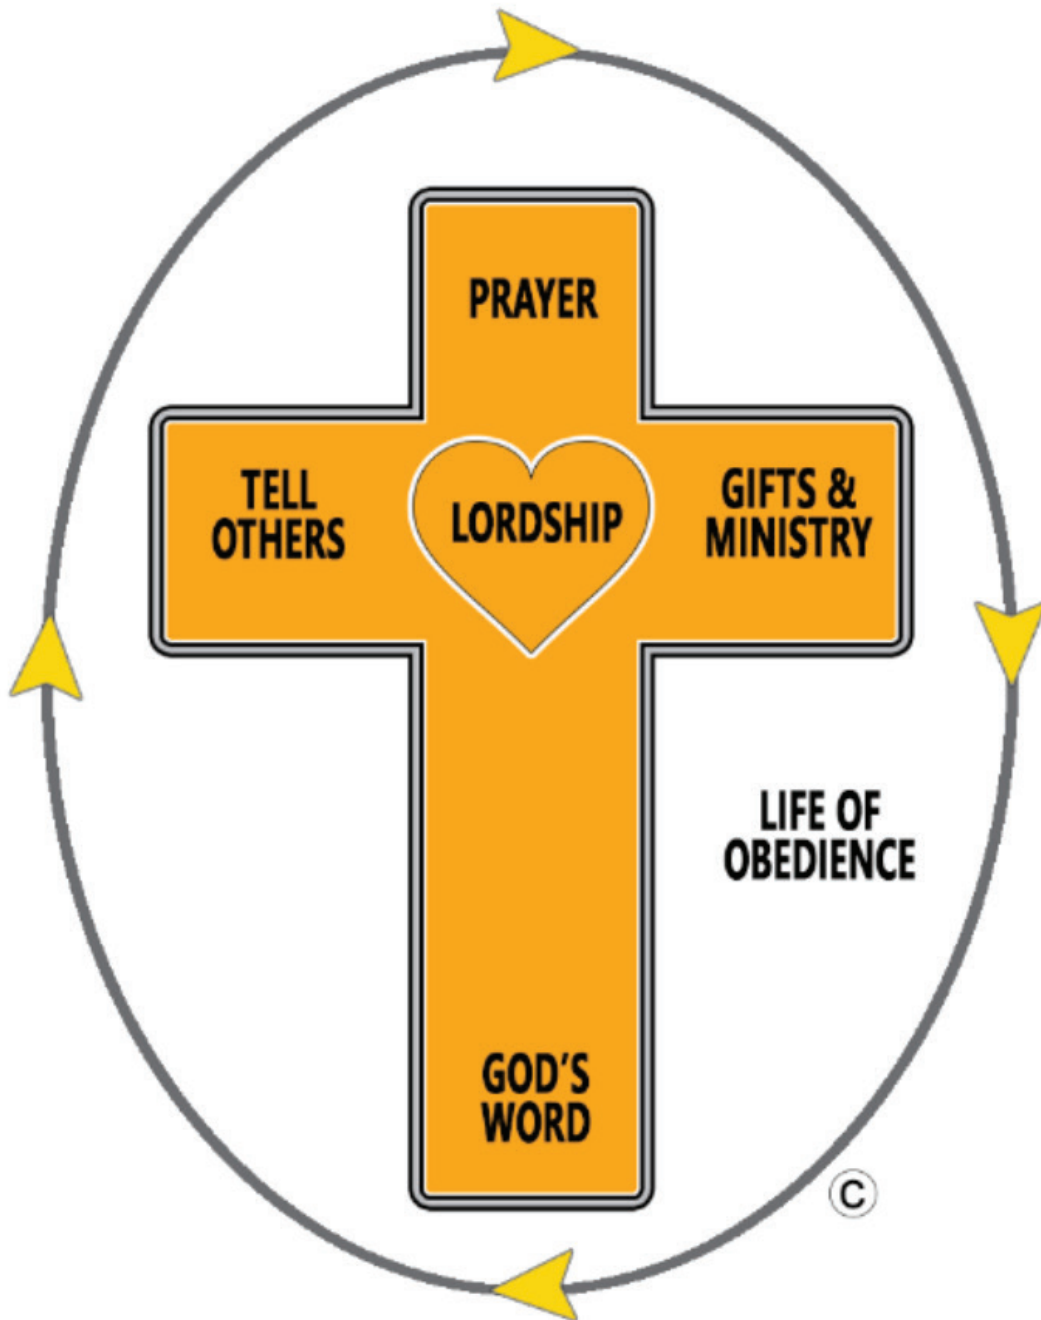 PRAYER
TELL
OTHERS
LORDSHIP
GIFTS &
MINISTRY
LIFE OF
OBEDIENCE
GOD'S
WORD
©